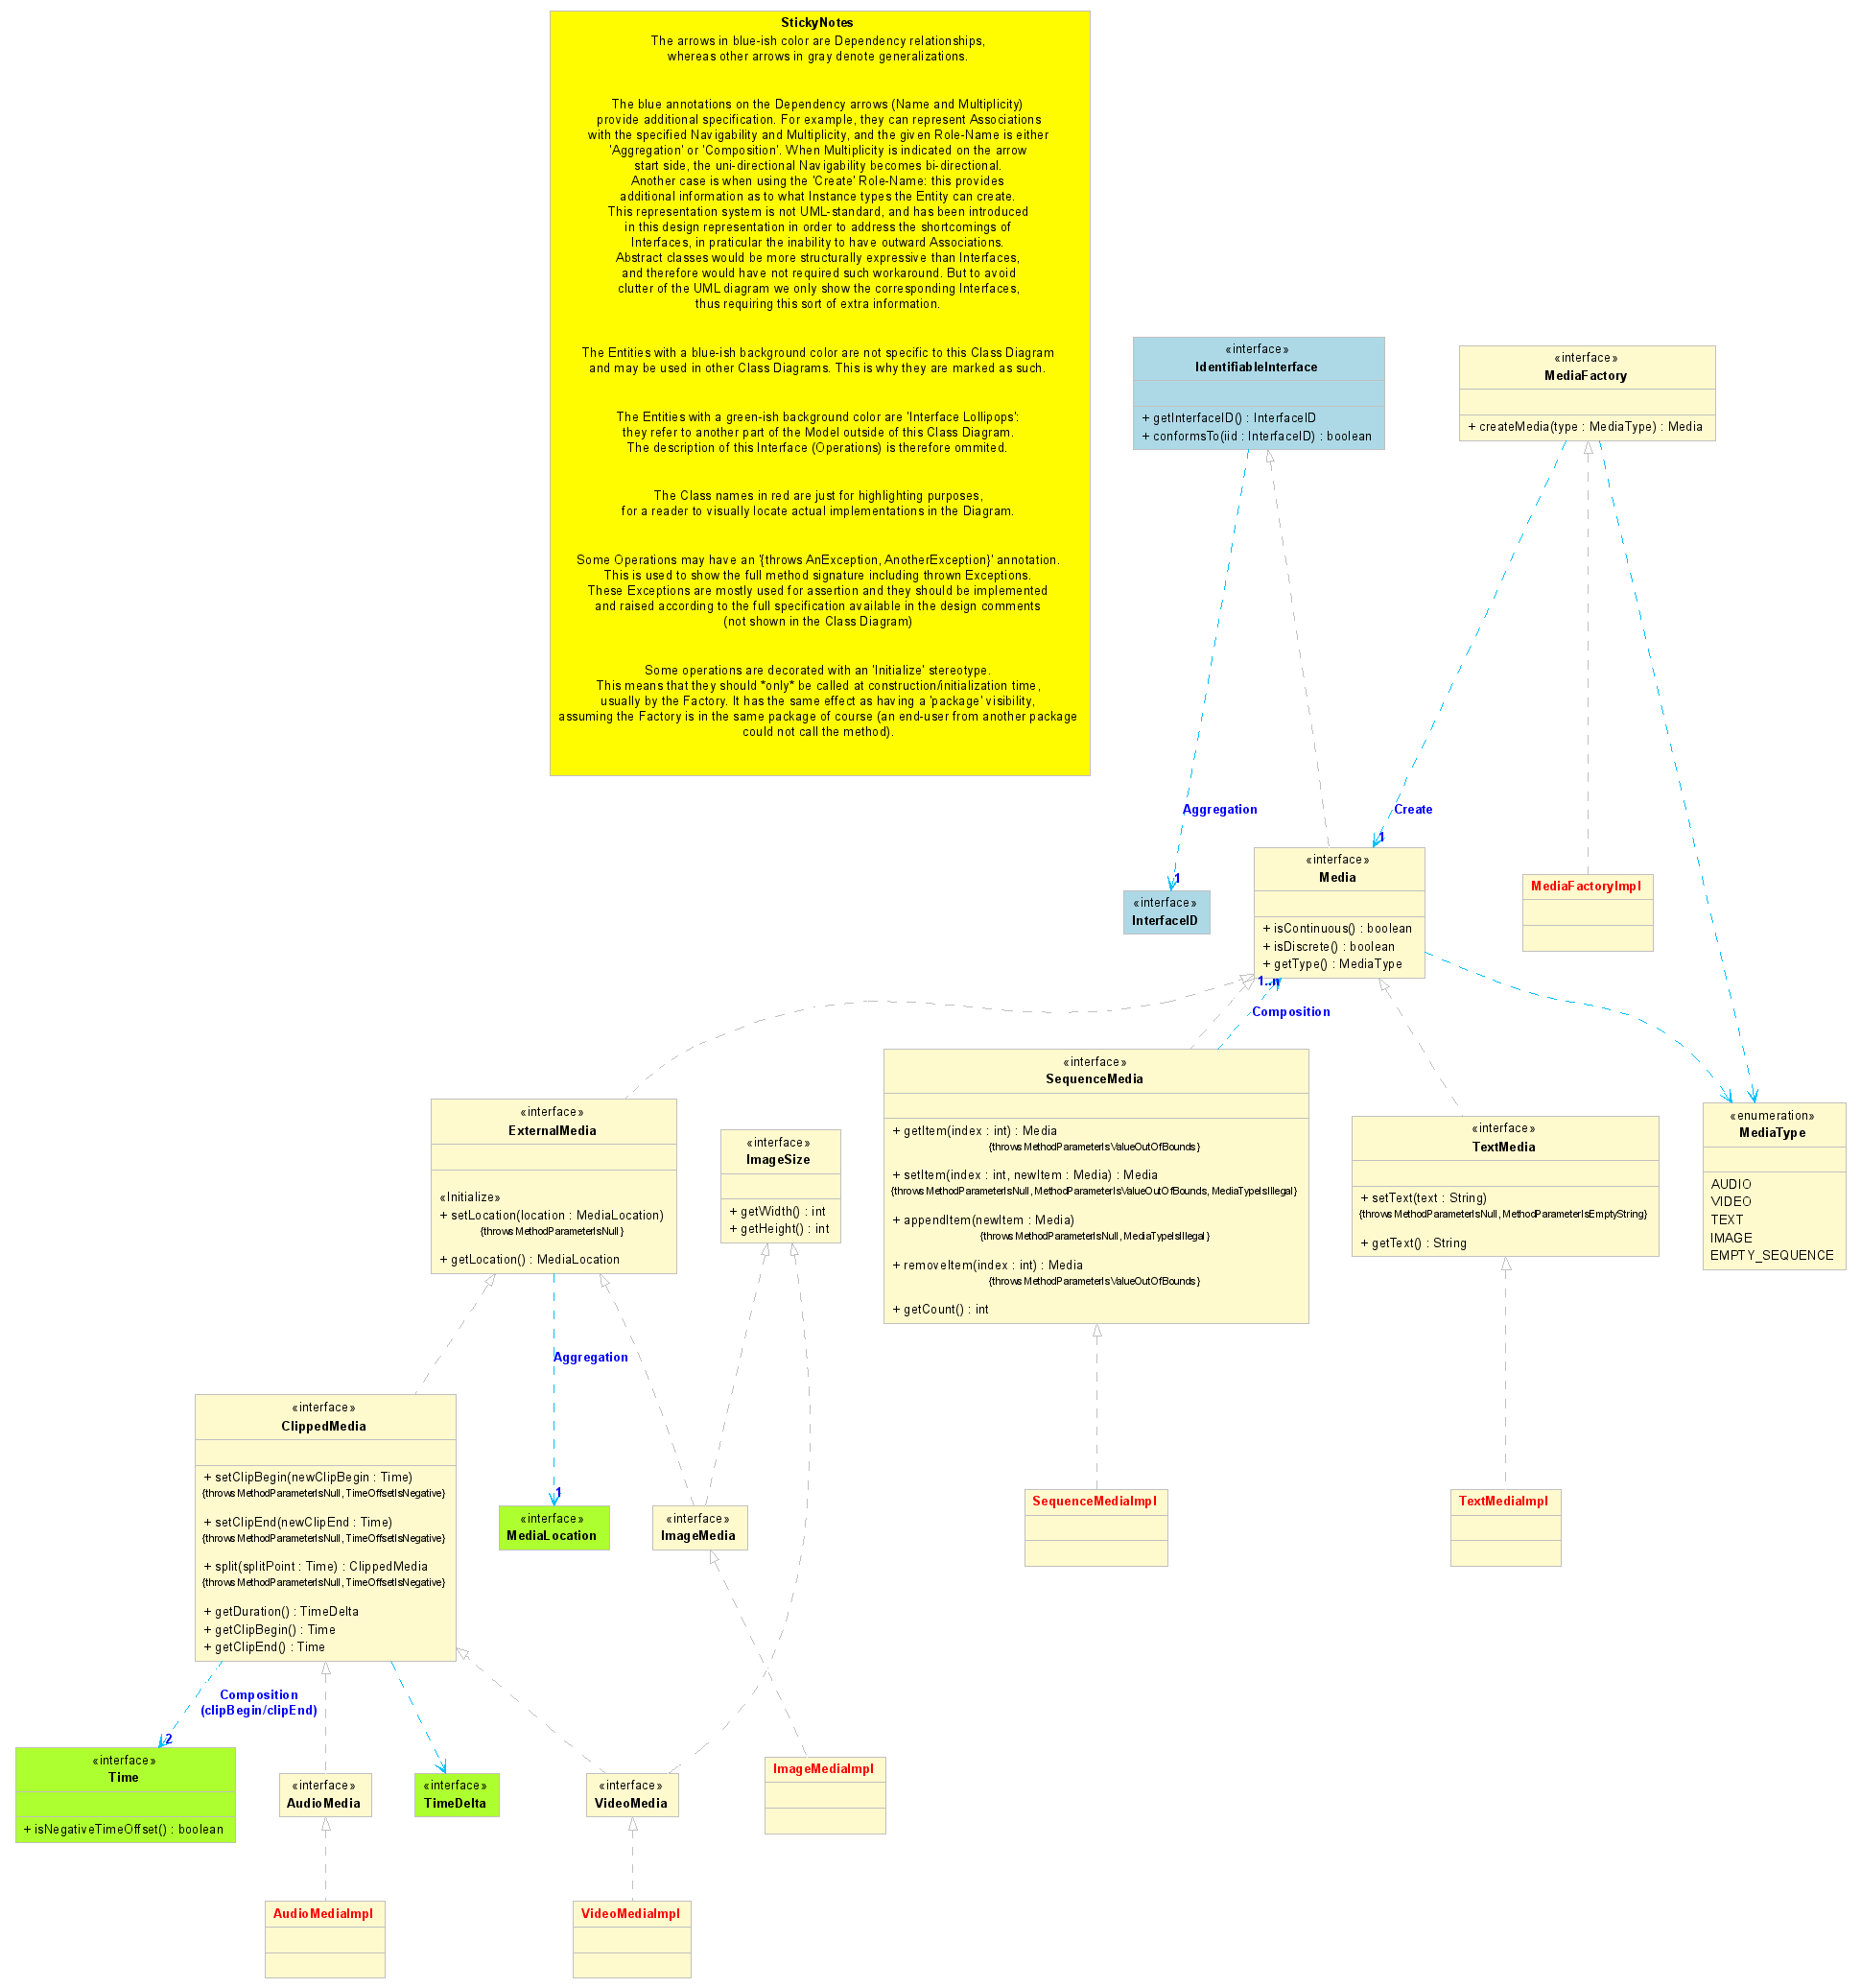 StickyNotes
The arrows in blue-ish color are Dependency relationships,
whereas other arrows in gray denote generalizations.
The blue annotations on the Dependency arrows (Name and Multiplicity)
provide additional specification. For example, they can represent Associations
with the specified Navigability and Multiplicity, and the given Role-Name is either
'Aggregation' or 'Composition'. When Multiplicity is indicated on the arrow
start side, the uni-directional Navigability becomes bi-directional.
Another case is when using the 'Create' Role-Name: this provides
additional information as to what Instance types the Entity can create.
This representation system is not UML-standard, and has been introduced
in this design representation in order to address the shortcomings of
Interfaces, in praticular the inability to have outward Associations.
Abstract classes would be more structurally expressive than Interfaces,
and therefore would have not required such workaround. But to avoid
clutter of the UML diagram we only show the corresponding Interfaces,
thus requiring this sort of extra information.
The Entities with a blue-ish background color are not specific to this Class Diagram
and may be used in other Class Diagrams. This is why they are marked as such.
The Entities with a green-ish background color are 'Interface Lollipops':
they refer to another part of the Model outside of this Class Diagram.
The description of this Interface (Operations) is therefore ommited.
The Class names in red are just for highlighting purposes,
for a reader to visually locate actual implementations in the Diagram.
Some Operations may have an '{throws AnException, AnotherException}' annotation.
This is used to show the full method signature including thrown Exceptions.
These Exceptions are mostly used for assertion and they should be implemented
and raised according to the full specification available in the design comments
(not shown in the Class Diagram)
Some operations are decorated with an 'Initialize' stereotype.
This means that they should *only* be called at construction/initialization time,
usually by the Factory. It has the same effect as having a 'package' visibility,
assuming the Factory is in the same package of course (an end-user from another package
could not call the method).
«interface»
IdentifiableInterface
+ getInterfaceID() : InterfaceID
+ conformsTo(iid : InterfaceID) : boolean
«interface»
MediaFactory
+ createMedia(type : MediaType) : Media
Aggregation
1
Create
1
«interface»
InterfaceID
«interface»
Media
+ isContinuous() : boolean
+ isDiscrete() : boolean
+ getType() : MediaType
MediaFactoryImpl
1..n
Composition
«interface»
ExternalMedia
«Initialize»
+ setLocation(location : MediaLocation)
{throws MethodParameterIsNull}
+ getLocation() : MediaLocation
«interface»
ImageSize
+ getWidth() : int
+ getHeight() : int
«interface»
SequenceMedia
+ getItem(index : int) : Media
{throws MethodParameterIsValueOutOfBounds}
+ setItem(index : int, newItem : Media) : Media
{throws MethodParameterIsNull, MethodParameterIsValueOutOfBounds, MediaTypeIsIllegal}
+ appendItem(newItem : Media)
{throws MethodParameterIsNull, MediaTypeIsIllegal}
+ removeItem(index : int) : Media
{throws MethodParameterIsValueOutOfBounds}
+ getCount() : int
«interface»
TextMedia
+ setText(text : String)
{throws MethodParameterIsNull, MethodParameterIsEmptyString}
+ getText() : String
«enumeration»
MediaType
AUDIO
VIDEO
TEXT
IMAGE
EMPTY_SEQUENCE
Aggregation
1
«interface»
ClippedMedia
+ setClipBegin(newClipBegin : Time)
{throws MethodParameterIsNull, TimeOffsetIsNegative}
+ setClipEnd(newClipEnd : Time)
{throws MethodParameterIsNull, TimeOffsetIsNegative}
+ split(splitPoint : Time) : ClippedMedia
{throws MethodParameterIsNull, TimeOffsetIsNegative}
+ getDuration() : TimeDelta
+ getClipBegin() : Time
+ getClipEnd() : Time
«interface»
MediaLocation
«interface»
ImageMedia
SequenceMediaImpl
TextMediaImpl
Composition
(clipBegin/clipEnd)
2
«interface»
Time
+ isNegativeTimeOffset() : boolean
«interface»
AudioMedia
«interface»
TimeDelta
«interface»
VideoMedia
ImageMediaImpl
AudioMediaImpl
VideoMediaImpl